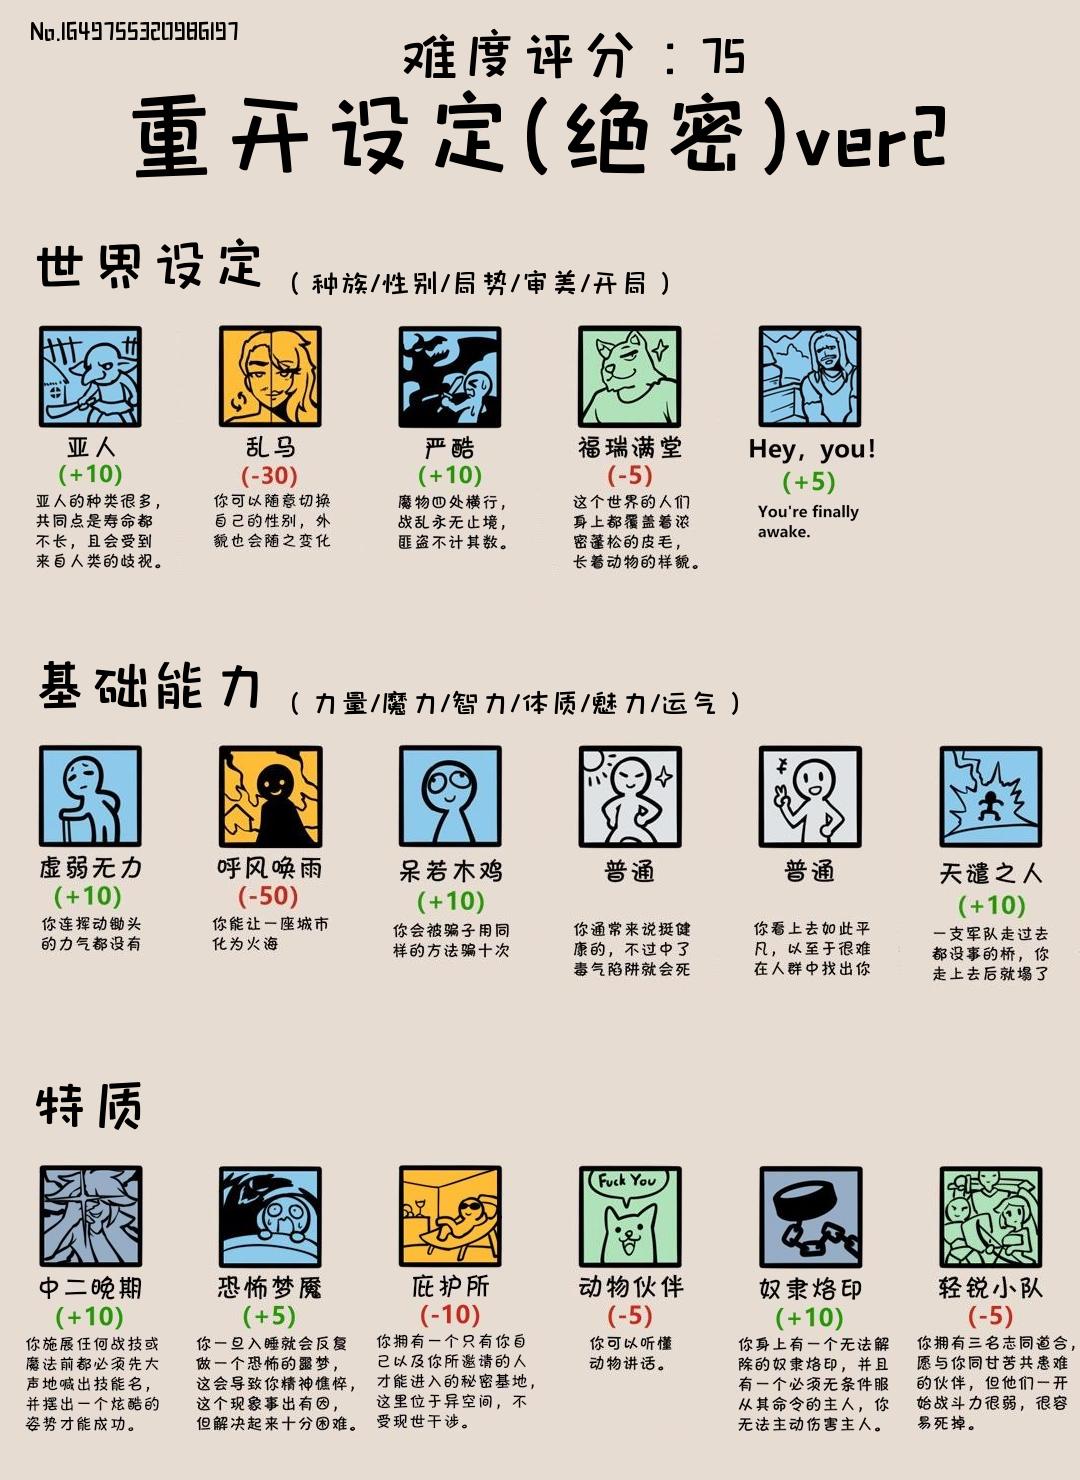 No.1649755320986197
难度评分：75
重开设定(绝密)ver2
世界设定 (种族/性别/局势/审美/开局)
亚人 乱马 严酷 福瑞满堂 Hey, you!
(+10) (-30) (+10) (-5) (+5)
亚人的种类很多，
共同点是寿命都
不长，且会受到
来自人类的歧视。
你可以随意切换
自己的性别，外
貌也会随之变化
魔物四处横行，
战乱永无止境，
匪盗不计其数。
这个世界的人们
身上都覆盖着浓
密蓬松的皮毛，
长着动物的样貌。
You're finally
awake.
基础能力 (力量/魔力/智力/体质/魅力/运气)
虚弱无力 呼风唤雨 呆若木鸡 普通 普通 天谴之人
(+10) (-50) (+10) (+10)
你连挥动锄头
的力气都没有
你能让一座城市
化为火海
你会被骗子用同
样的方法骗十次
你通常来说挺健
康的，不过中了
毒气陷阱就会死
你看上去如此平
凡，以至于很难
在人群中找出你
一支军队走过去
都没事的桥，你
走上去后就塌了
特质
Fuck You
中二晚期 恐怖梦魇 庇护所 动物伙伴 奴隶烙印 轻锐小队
(+10) (+5) (-10) (-5) (+10) (-5)
你施展任何战技或
魔法前都必须先大
声地喊出技能名，
并摆出一个炫酷的
姿势才能成功。
你一旦入睡就会反复
做一个恐怖的噩梦，
这会导致你精神憔悴，
这个现象事出有因，
但解决起来十分困难。
你拥有一个只有你自
己以及你所邀请的人
才能进入的秘密基地，
这里位于异空间，不
受现世干涉。
你可以听懂
动物讲话。
你身上有一个无法解
除的奴隶烙印，并且
有一个必须无条件服
从其命令的主人，你
无法主动伤害主人。
你拥有三名志同道合，
愿与你同甘苦共患难
的伙伴，但他们一开
始战斗力很弱，很容
易死掉。